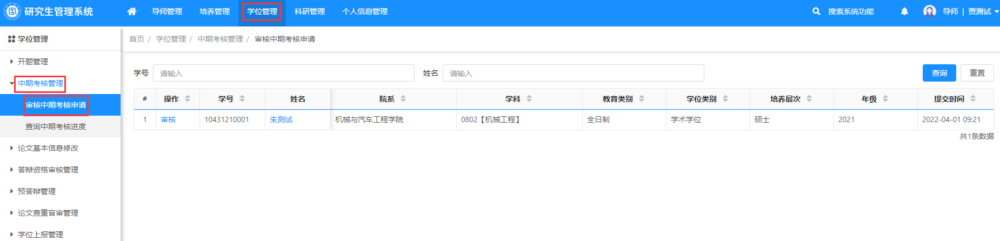 研究生管理系统 导师管理 培养管理 学位管理 科研管理 个人信息管理 搜索系统功能 导师 | 贾测试
学位管理
首页 / 学位管理 / 中期考核管理 / 审核中期考核申请
开题管理
中期考核管理
审核中期考核申请
查询中期考核进度
论文基本信息修改
答辩资格审核管理
预答辩管理
论文查重盲审管理
学位上报管理
学号 请输入 姓名 请输入 查询 重置
# 操作 学号 姓名 院系 学科 教育类别 学位类别 培养层次 年级 提交时间
1 审核 10431210001 朱测试 机械与汽车工程学院 0802【机械工程】 全日制 学术学位 硕士 2021 2022-04-01 09:21
共1条数据